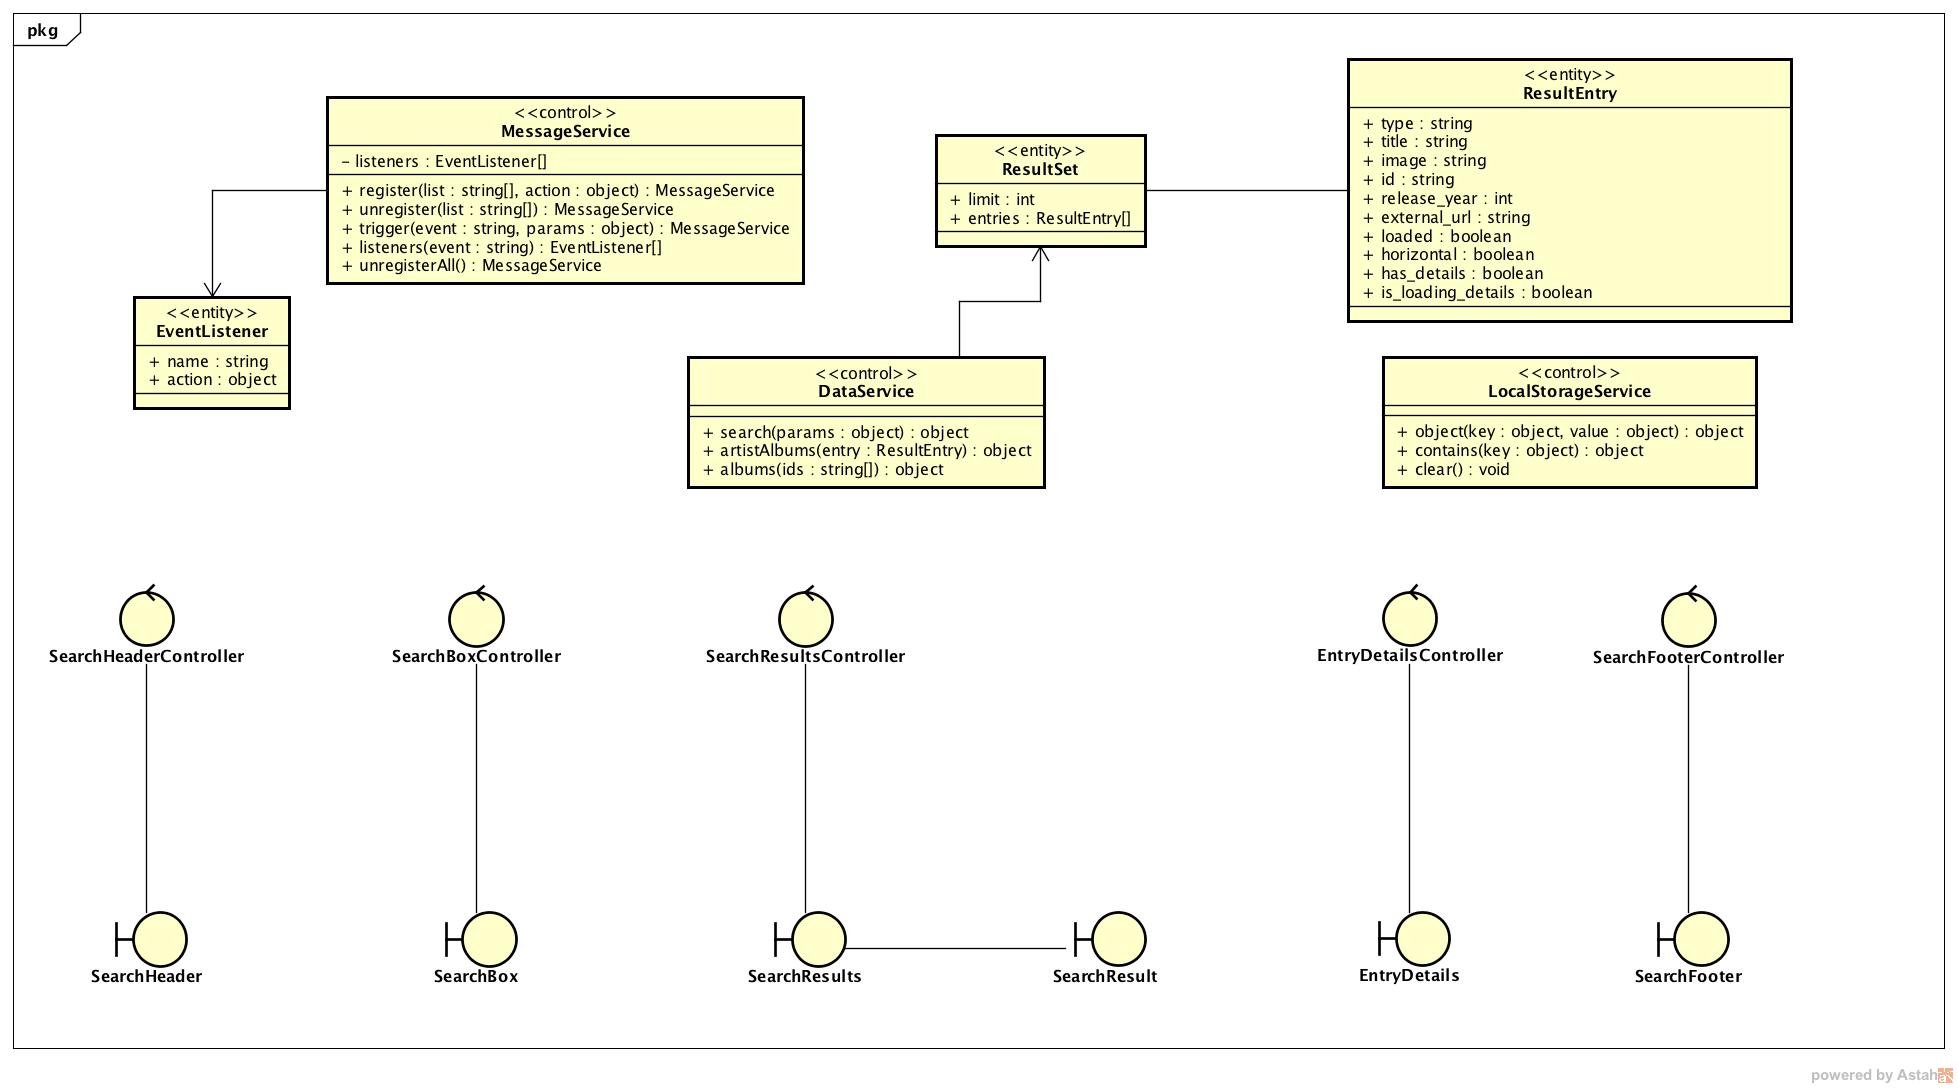 pkg
<<control>>
MessageService
- listeners : EventListener[]
+ register(list : string[], action : object) : MessageService
+ unregister(list : string[]) : MessageService
+ trigger(event : string, params : object) : MessageService
+ listeners(event : string) : EventListener[]
+ unregisterAll() : MessageService
<<entity>>
ResultSet
+ limit : int
+ entries : ResultEntry[]
<<entity>>
ResultEntry
+ type : string
+ title : string
+ image : string
+ id : string
+ release_year : int
+ external_url : string
+ loaded : boolean
+ horizontal : boolean
+ has_details : boolean
+ is_loading_details : boolean
<<entity>>
EventListener
+ name : string
+ action : object
<<control>>
DataService
+ search(params : object) : object
+ artistAlbums(entry : ResultEntry) : object
+ albums(ids : string[]) : object
<<control>>
LocalStorageService
+ object(key : object, value : object) : object
+ contains(key : object) : object
+ clear() : void
SearchHeaderController
SearchBoxController
SearchResultsController
EntryDetailsController
SearchFooterController
SearchHeader
SearchBox
SearchResults
SearchResult
EntryDetails
SearchFooter
powered by Astah